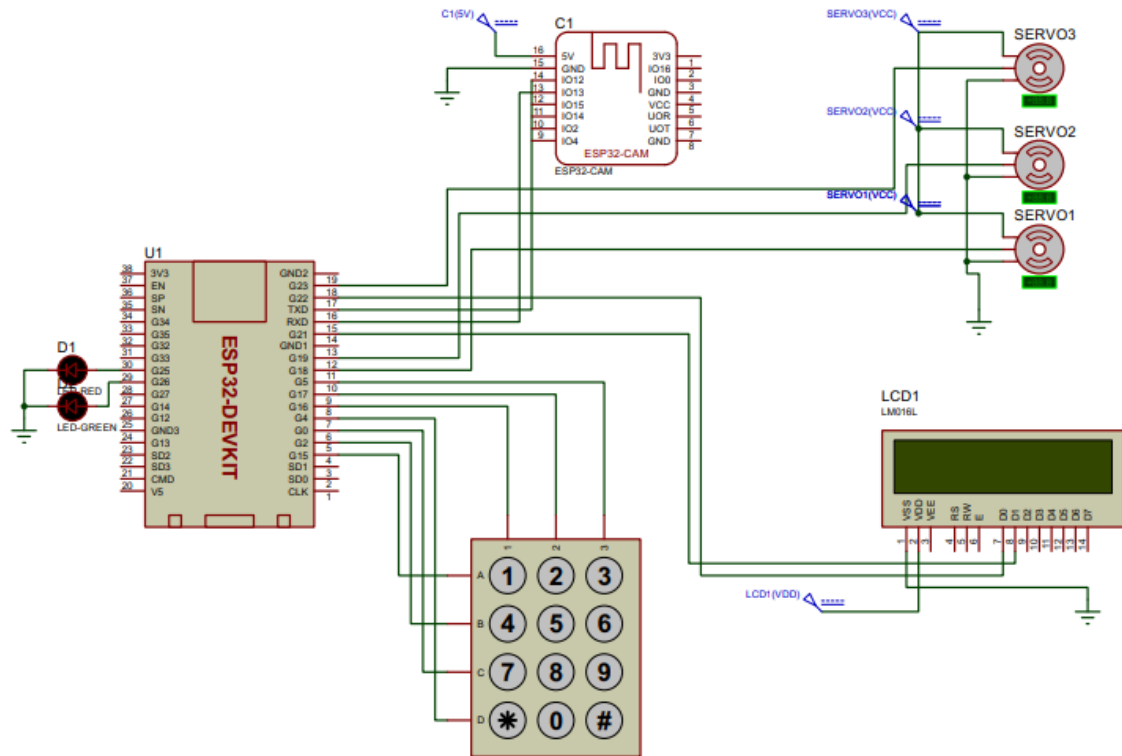 C1(5V)
C1
16 5V 3V3 1
15 GND IO16 2
14 IO12 IO0 3
13 IO13 GND 4
12 IO15 VCC 5
11 IO14 UOR 6
10 IO2 UOT 7
9 IO4 GND 8
ESP32-CAM
ESP32-CAM
SERVO3(VCC)
SERVO3
SERVO2(VCC)
SERVO2
SERVO1(VCC)
SERVO1
U1
38 3V3 GND2 19
37 EN G23 18
36 SP G22 17
35 SN TXD 16
34 G34 RXD 15
33 G35 G21 14
32 G32 GND1 13
31 G33 G19 12
30 G25 G18 11
29 G26 G5 10
28 G27 G17 9
27 G14 G16 8
26 G12 G4 7
25 GND3 G0 6
24 G13 G2 5
23 SD2 G15 4
22 SD3 SD1 3
21 CMD SD0 2
20 V5 CLK 1
ESP32-DEVKIT
D1
LED-RED
LED-GREEN
LCD1
LM016L
VSS VDD VEE RS RW E D0 D1 D2 D3 D4 D5 D6 D7
1 2 3 4 5 6 7 8 9 10 11 12 13 14
LCD1(VDD)
1 2 3
A 1 2 3
B 4 5 6
C 7 8 9
D * 0 #